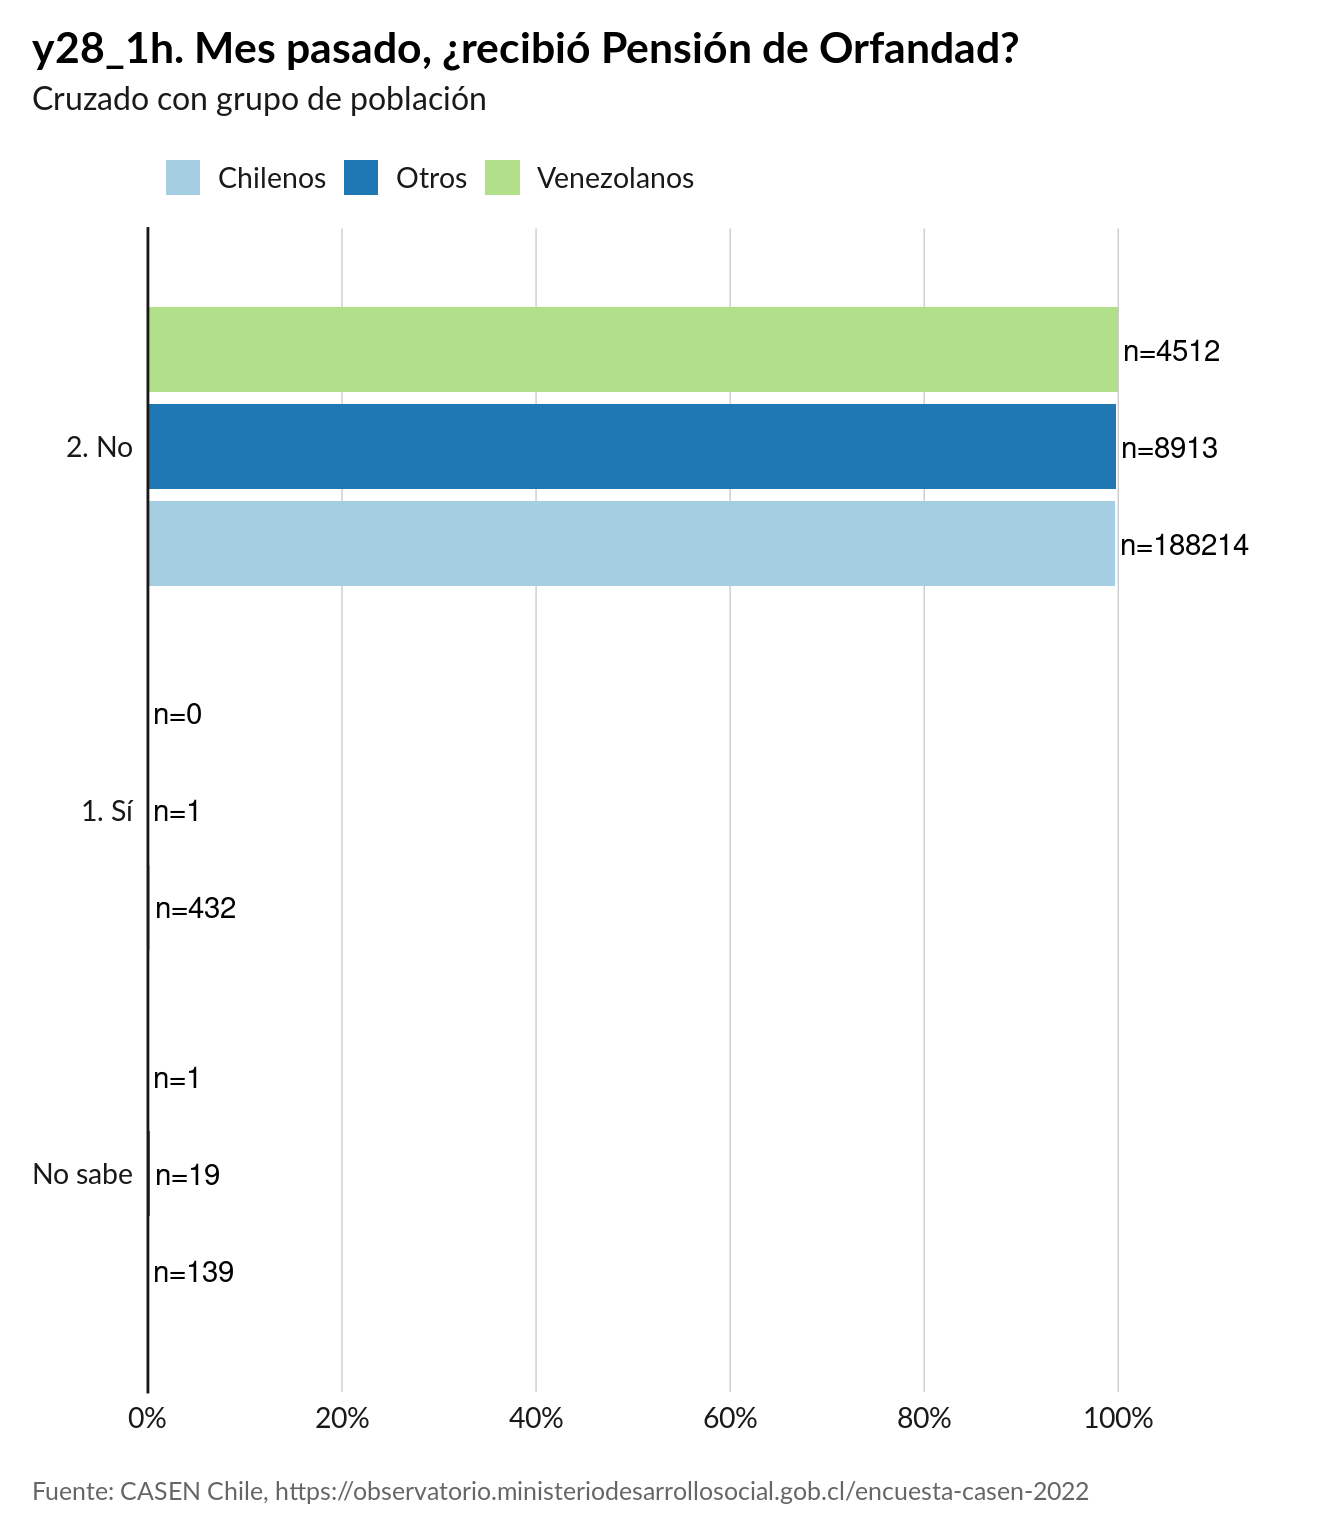 y28_1h. Mes pasado, ¿recibió Pensión de Orfandad?
Cruzado con grupo de población
Chilenos Otros Venezolanos
n=4512
2. No n=8913
n=188214
n=0
1. Sí n=1
n=432
n=1
No sabe n=19
n=139
0% 20% 40% 60% 80% 100%
Fuente: CASEN Chile, https://observatorio.ministeriodesarrollosocial.gob.cl/encuesta-casen-2022